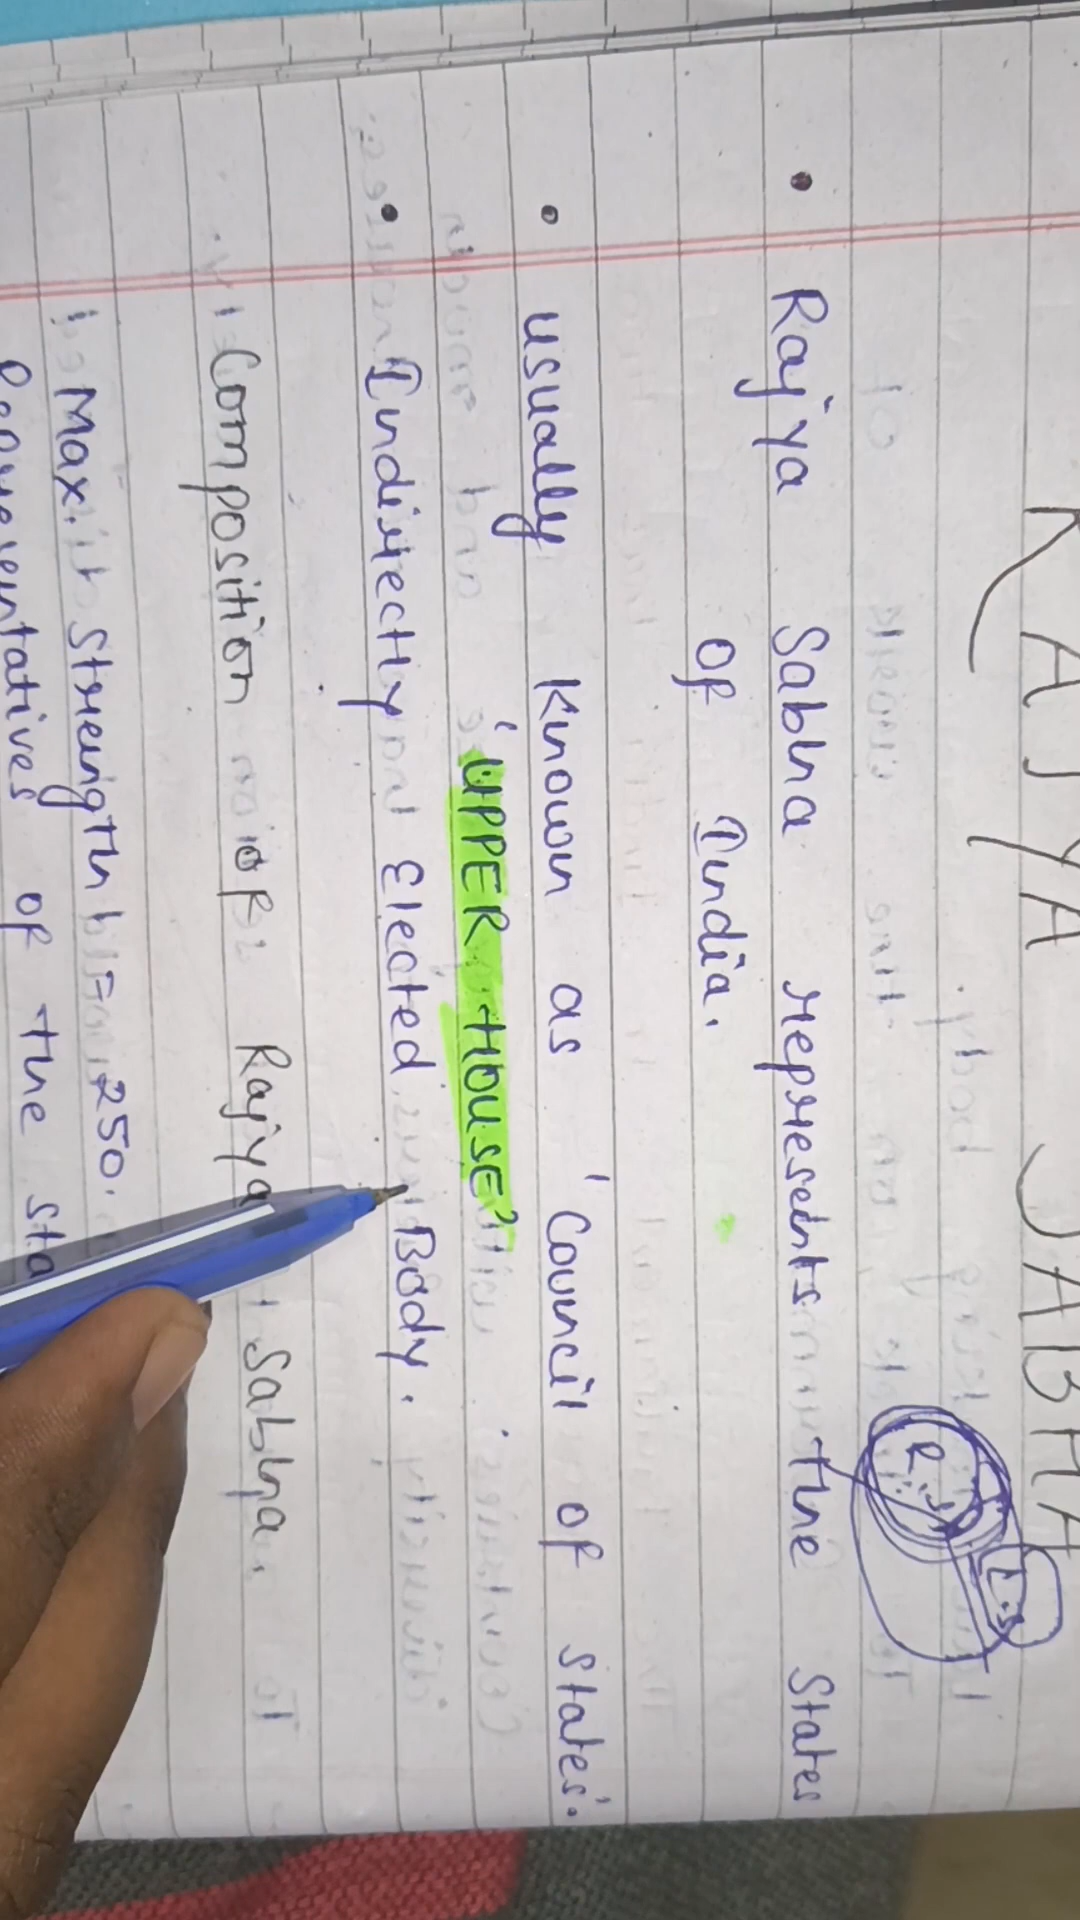 RAJYA SABHA
R.S
L.S
• Rajya Sabha represents the States
of India.
• usually known as 'Council of States'.
'UPPER HOUSE'
• Indirectly Elected Body.
Composition of Rajya Sabha
Max. Strength = 250.
Representatives of the sta